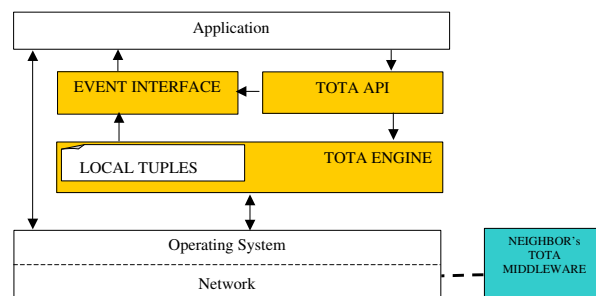 Application
EVENT INTERFACE
TOTA API
TOTA ENGINE
LOCAL TUPLES
Operating System
Network
NEIGHBOR's
TOTA
MIDDLEWARE